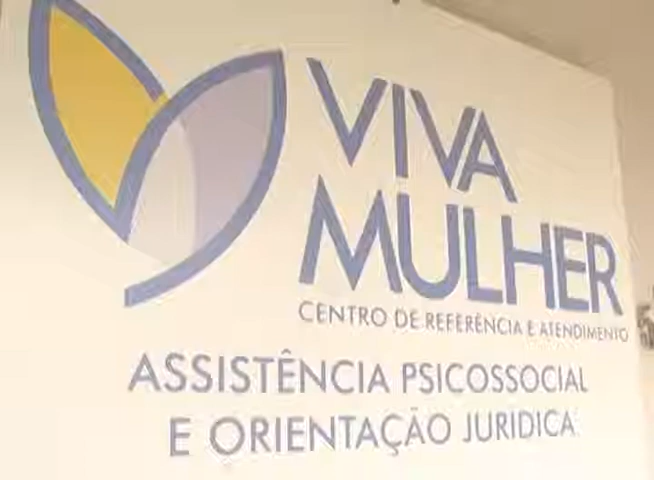 VIVA
MULHER
CENTRO DE REFERÊNCIA E ATENDIMENTO
ASSISTÊNCIA PSICOSSOCIAL
E ORIENTAÇÃO JURIDICA